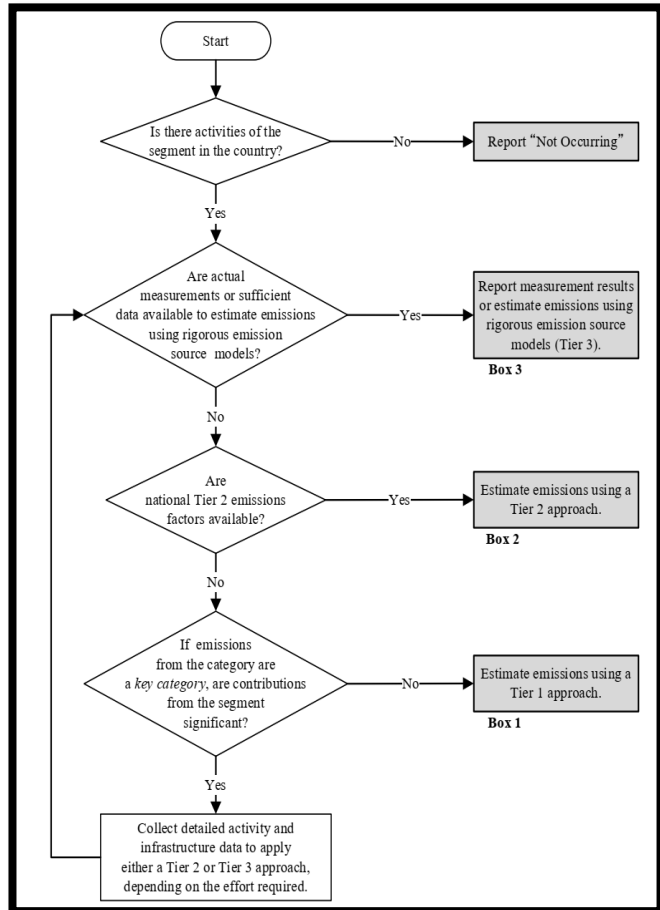 Start
Is there activities of the
segment in the country?
No
Report “Not Occurring”
Yes
Are actual
measurements or sufficient
data available to estimate emissions
using rigorous emission
source models?
Yes
Report measurement results
or estimate emissions using
rigorous emission source
models (Tier 3).
Box 3
No
Are
national Tier 2 emissions
factors available?
Yes
Estimate emissions using a
Tier 2 approach.
Box 2
No
If emissions
from the category are
a key category, are contributions
from the segment
significant?
No
Estimate emissions using a
Tier 1 approach.
Box 1
Yes
Collect detailed activity and
infrastructure data to apply
either a Tier 2 or Tier 3 approach,
depending on the effort required.